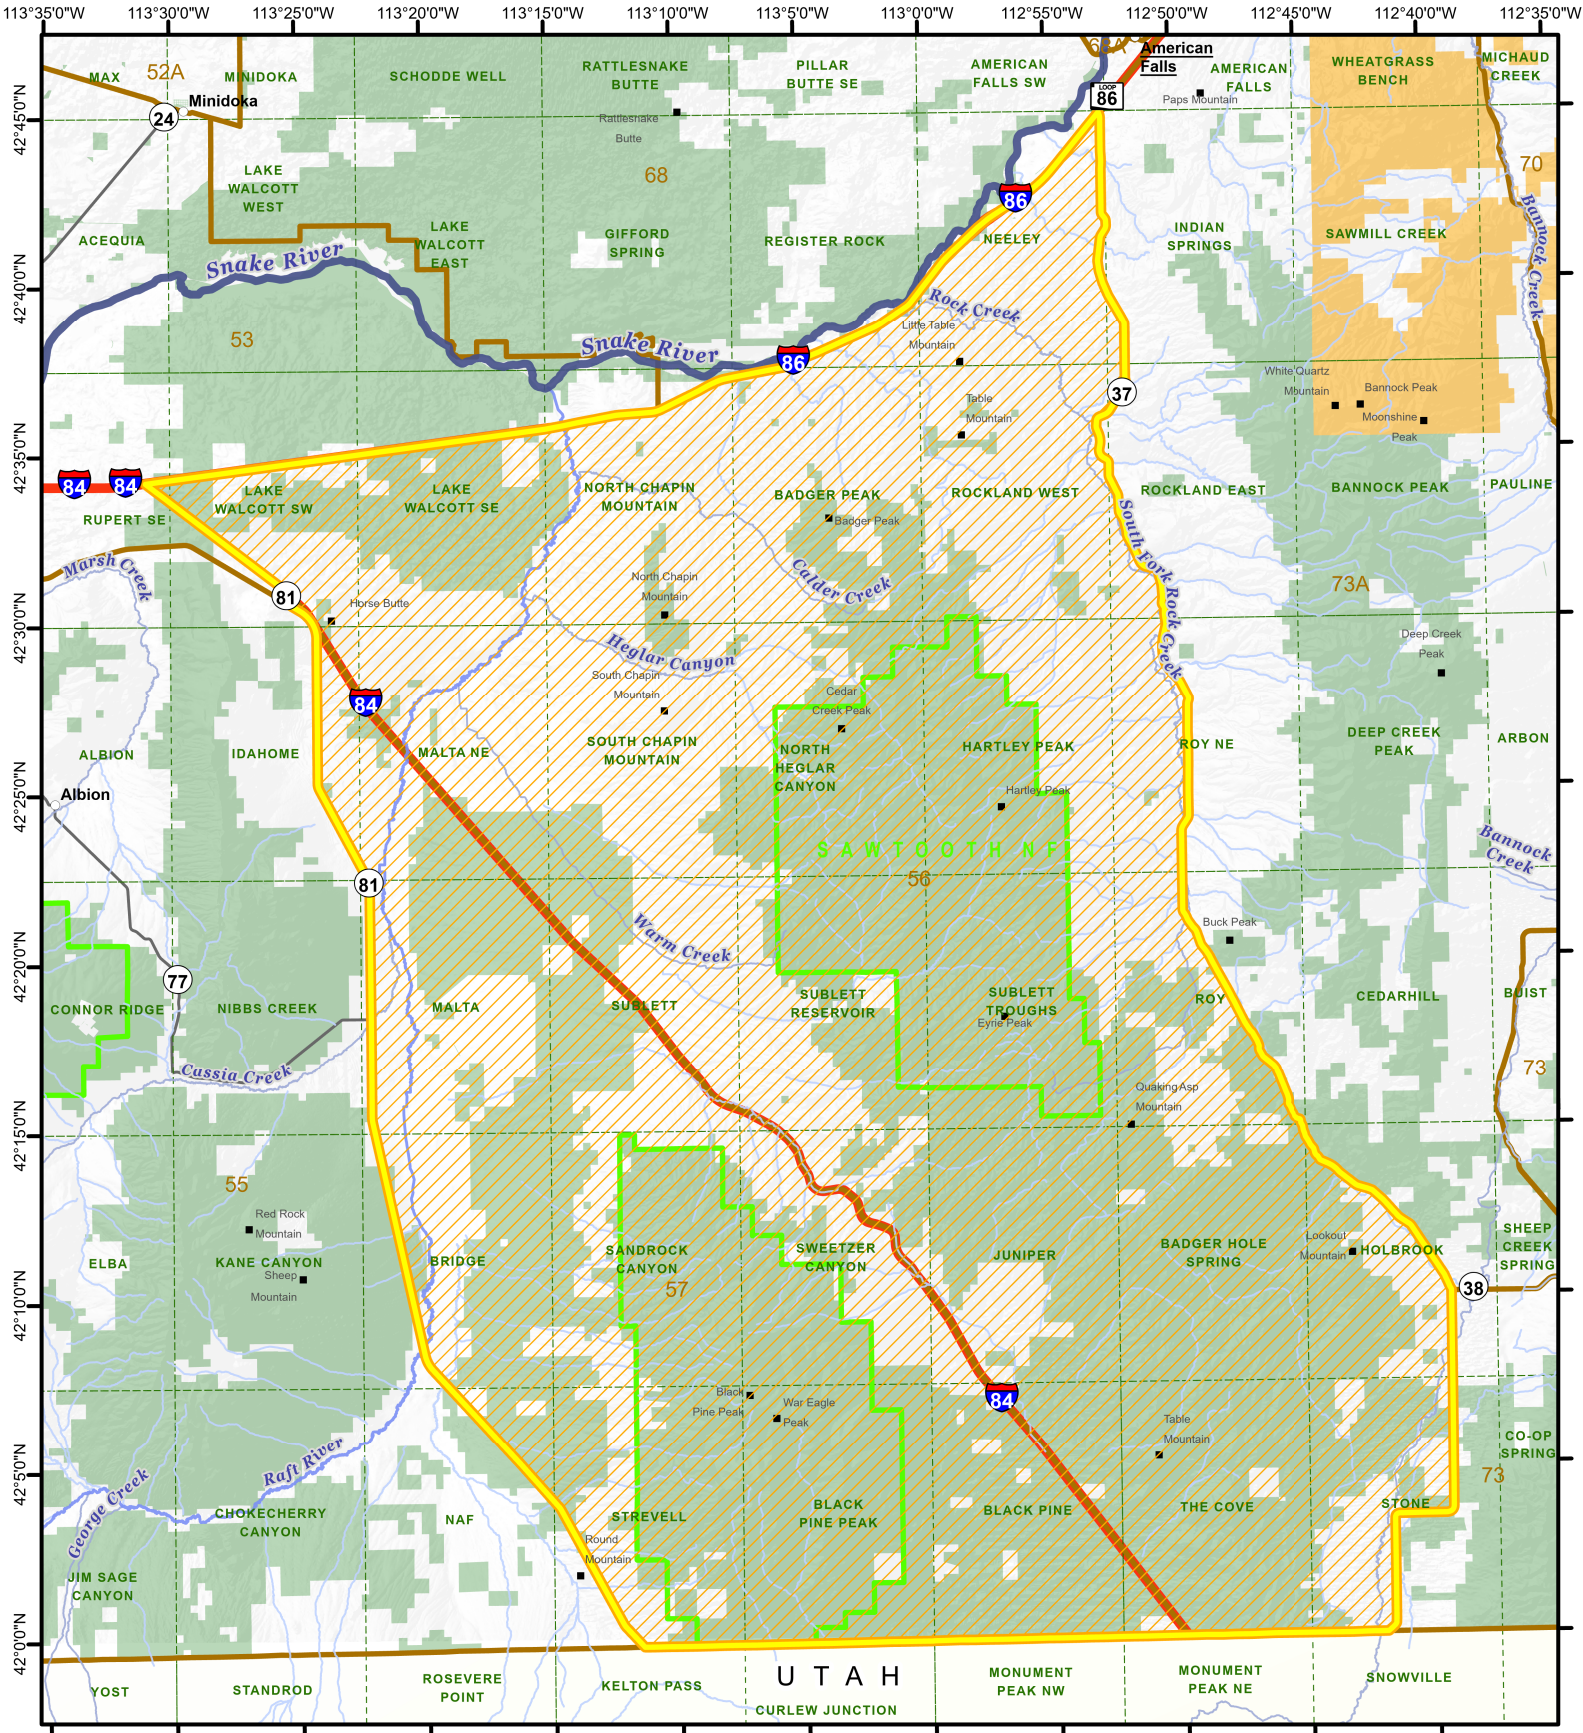 113°35'0"W 113°30'0"W 113°25'0"W 113°20'0"W 113°15'0"W 113°10'0"W 113°5'0"W 113°0'0"W 112°55'0"W 112°50'0"W 112°45'0"W 112°40'0"W 112°35'0"W
42°45'0"N
42°40'0"N
42°35'0"N
42°30'0"N
42°25'0"N
42°20'0"N
42°15'0"N
42°10'0"N
42°5'0"N
42°0'0"N
MAX
52A
MINIDOKA
SCHODDE WELL
RATTLESNAKE
BUTTE
PILLAR
BUTTE SE
AMERICAN
FALLS SW
68A
American
Falls
AMERICAN
FALLS
WHEATGRASS
BENCH
MICHAUD
CREEK
Minidoka
24
LOOP
86
Paps Mountain
Rattlesnake
Butte
68
70
LAKE
WALCOTT
WEST
86
ACEQUIA
LAKE
WALCOTT
EAST
GIFFORD
SPRING
REGISTER ROCK
NEELEY
INDIAN
SPRINGS
SAWMILL CREEK
Bannock Creek
Snake River
53
Snake River
86
Rock Creek
Little Table
Mountain
37
White Quartz
Mountain
Bannock Peak
Moonshine
Peak
Table
Mountain
84
84
RUPERT SE
LAKE
WALCOTT SW
LAKE
WALCOTT SE
NORTH CHAPIN
MOUNTAIN
BADGER PEAK
Badger Peak
ROCKLAND WEST
ROCKLAND EAST
BANNOCK PEAK
PAULINE
Marsh Creek
81
Horse Butte
North Chapin
Mountain
Calder Creek
South Fork Rock Creek
73A
Heglar Canyon
South Chapin
Mountain
Deep Creek
Peak
84
Cedar
Creek Peak
ALBION
IDAHOME
MALTA NE
SOUTH CHAPIN
MOUNTAIN
NORTH
HEGLAR
CANYON
HARTLEY PEAK
ROY NE
DEEP CREEK
PEAK
ARBON
Albion
Hartley Peak
SAWTOOTH NF
56
81
Bannock
Creek
Warm Creek
Buck Peak
77
CONNOR RIDGE
NIBBS CREEK
MALTA
SUBLETT
SUBLETT
RESERVOIR
SUBLETT
TROUGHS
Eyrie Peak
ROY
CEDARHILL
BUIST
Cassia Creek
73
Quaking Asp
Mountain
55
Red Rock
Mountain
ELBA
KANE CANYON
Sheep
Mountain
BRIDGE
SANDROCK
CANYON
57
SWEETZER
CANYON
JUNIPER
BADGER HOLE
SPRING
Lookout
Mountain
HOLBROOK
SHEEP
CREEK
SPRING
38
Black
Pine Peak
War Eagle
Peak
84
Table
Mountain
CO-OP
SPRING
73
Raft River
George Creek
CHOKECHERRY
CANYON
NAF
STREVELL
BLACK
PINE PEAK
BLACK PINE
THE COVE
STONE
Round
Mountain
JIM SAGE
CANYON
UTAH
YOST
STANDROD
ROSEVERE
POINT
KELTON PASS
CURLEW JUNCTION
MONUMENT
PEAK NW
MONUMENT
PEAK NE
SNOWVILLE